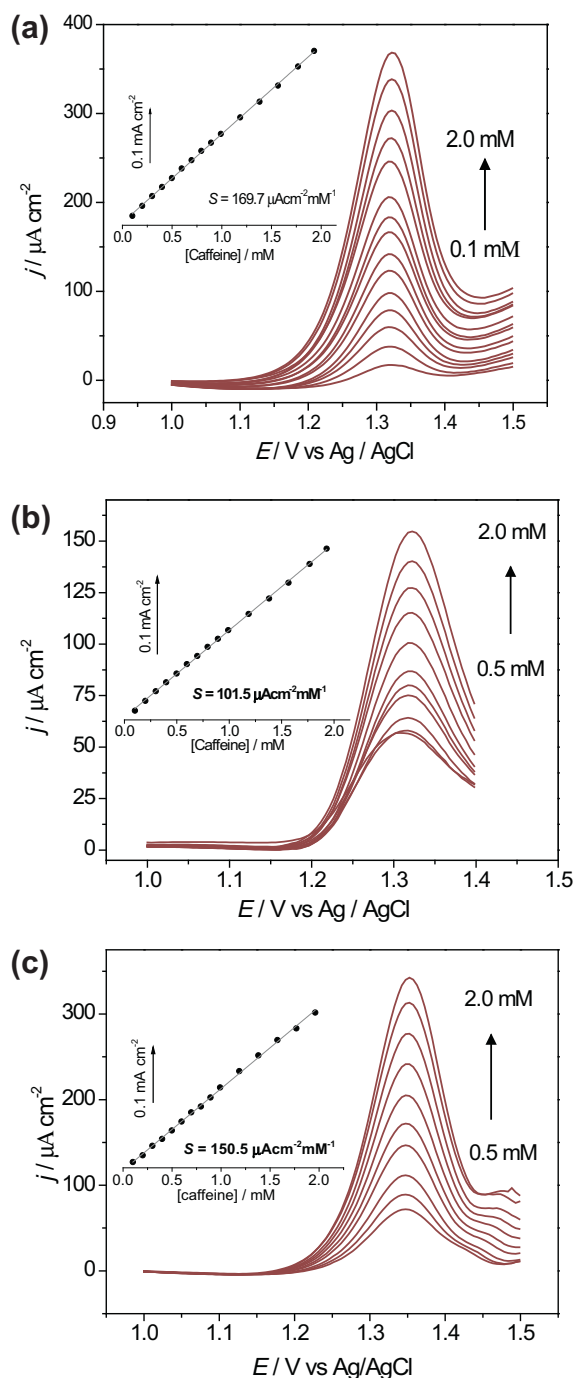 (a)
400
300
200
100
0
j / µA cm-2
0.1 mA cm-2
S = 169.7 µAcm-2mM-1
0.0 0.5 1.0 1.5 2.0
[Caffeine] / mM
2.0 mM
0.1 mM
0.9 1.0 1.1 1.2 1.3 1.4 1.5
E / V vs Ag / AgCl
(b)
150
125
100
75
50
25
0
j / µA cm-2
0.1 mA cm-2
S = 101.5 µAcm-2mM-1
0.0 0.5 1.0 1.5 2.0
[Caffeine] / mM
2.0 mM
0.5 mM
1.0 1.1 1.2 1.3 1.4 1.5
E / V vs Ag / AgCl
(c)
300
200
100
0
j / µA cm-2
0.1 mA cm-2
S = 150.5 µAcm-2mM-1
0.0 0.5 1.0 1.5 2.0
[caffeine] / mM
2.0 mM
0.5 mM
1.0 1.1 1.2 1.3 1.4 1.5
E / V vs Ag/AgCl